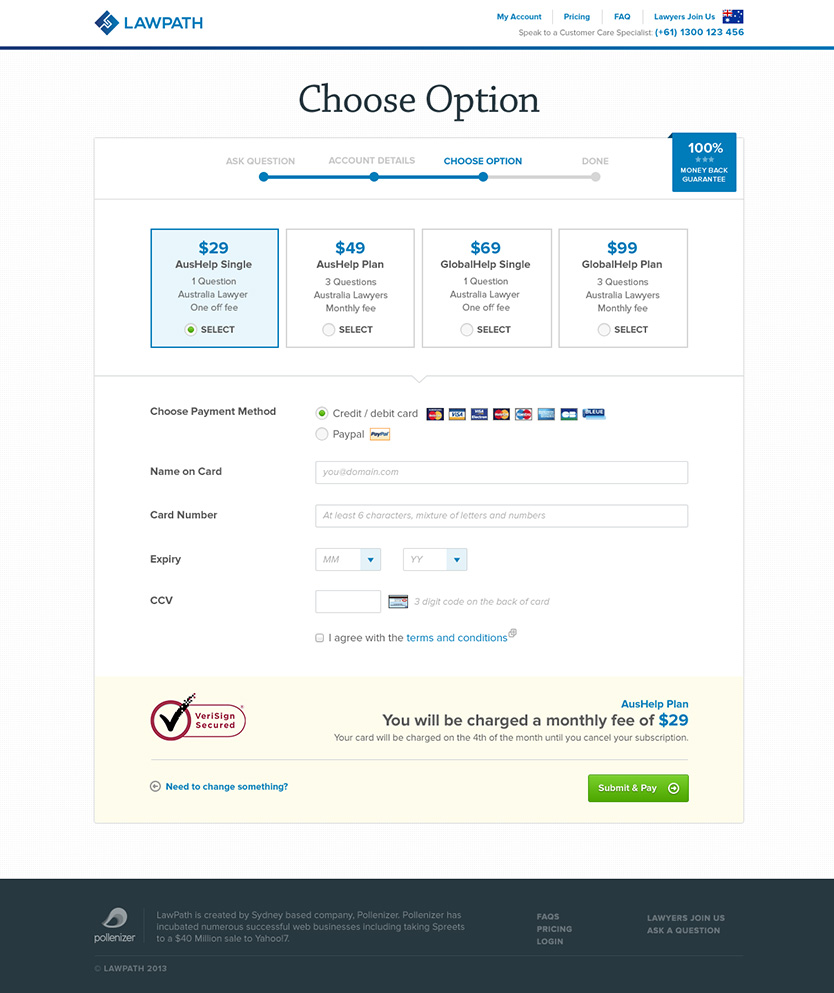 LAWPATH
My Account Pricing FAQ Lawyers Join Us
Speak to a Customer Care Specialist: (+61) 1300 123 456
Choose Option
ASK QUESTION ACCOUNT DETAILS CHOOSE OPTION DONE
100%
MONEY BACK
GUARANTEE
$29
AusHelp Single
1 Question
Australia Lawyer
One off fee
SELECT
$49
AusHelp Plan
3 Questions
Australia Lawyers
Monthly fee
SELECT
$69
GlobalHelp Single
1 Question
Australia Lawyer
One off fee
SELECT
$99
GlobalHelp Plan
3 Questions
Australia Lawyers
Monthly fee
SELECT
Choose Payment Method
Credit / debit card
Paypal PayPal
Name on Card you@domain.com
Card Number At least 6 characters, mixture of letters and numbers
Expiry MM YY
CCV 3 digit code on the back of card
I agree with the terms and conditions
VeriSign
Secured
AusHelp Plan
You will be charged a monthly fee of $29
Your card will be charged on the 4th of the month until you cancel your subscription.
Need to change something?
Submit & Pay
pollenizer
LawPath is created by Sydney based company, Pollenizer. Pollenizer has
incubated numerous successful web businesses including taking Spreets
to a $40 Million sale to Yahoo!7.
FAQS
PRICING
LOGIN
LAWYERS JOIN US
ASK A QUESTION
© LAWPATH 2013